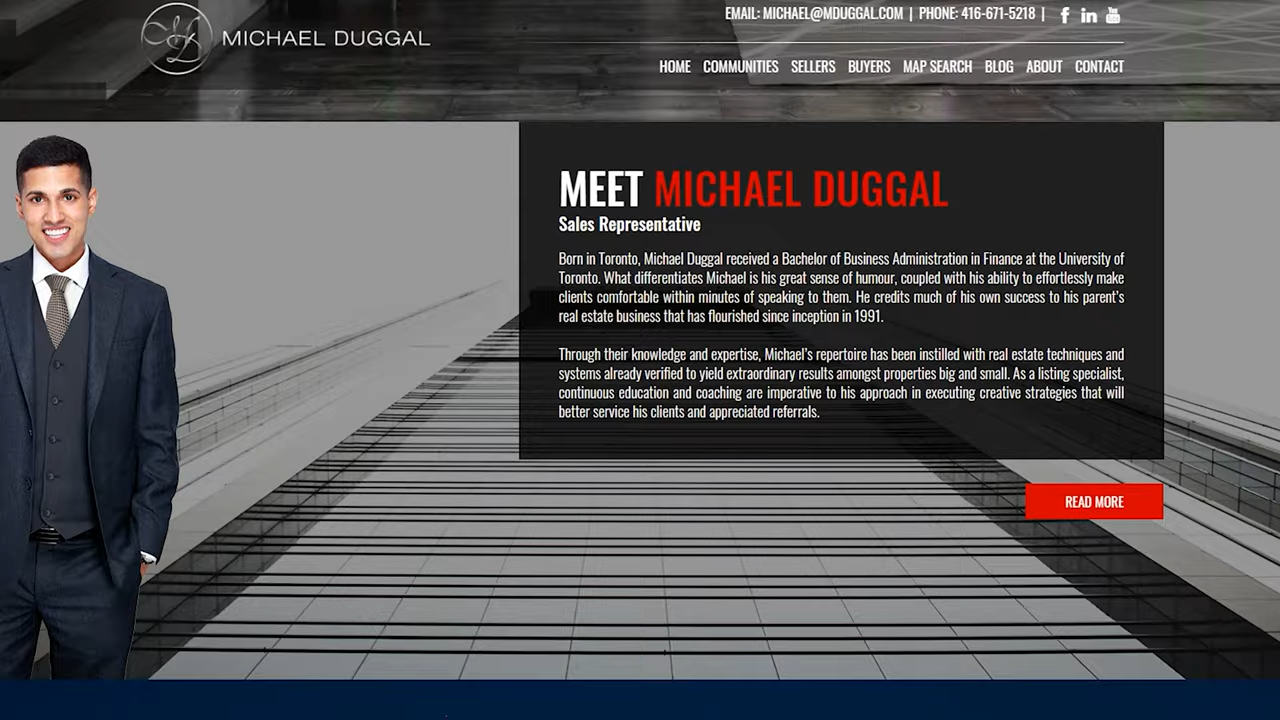 EMAIL: MICHAEL@MDUGGAL.COM | PHONE: 416-671-5218 |
MICHAEL DUGGAL
HOME COMMUNITIES SELLERS BUYERS MAP SEARCH BLOG ABOUT CONTACT
MEET MICHAEL DUGGAL
Sales Representative
Born in Toronto, Michael Duggal received a Bachelor of Business Administration in Finance at the University of
Toronto. What differentiates Michael is his great sense of humour, coupled with his ability to effortlessly make
clients comfortable within minutes of speaking to them. He credits much of his own success to his parent's
real estate business that has flourished since inception in 1991.
Through their knowledge and expertise, Michael's repertoire has been instilled with real estate techniques and
systems already verified to yield extraordinary results amongst properties big and small. As a listing specialist,
continuous education and coaching are imperative to his approach in executing creative strategies that will
better service his clients and appreciated referrals.
READ MORE